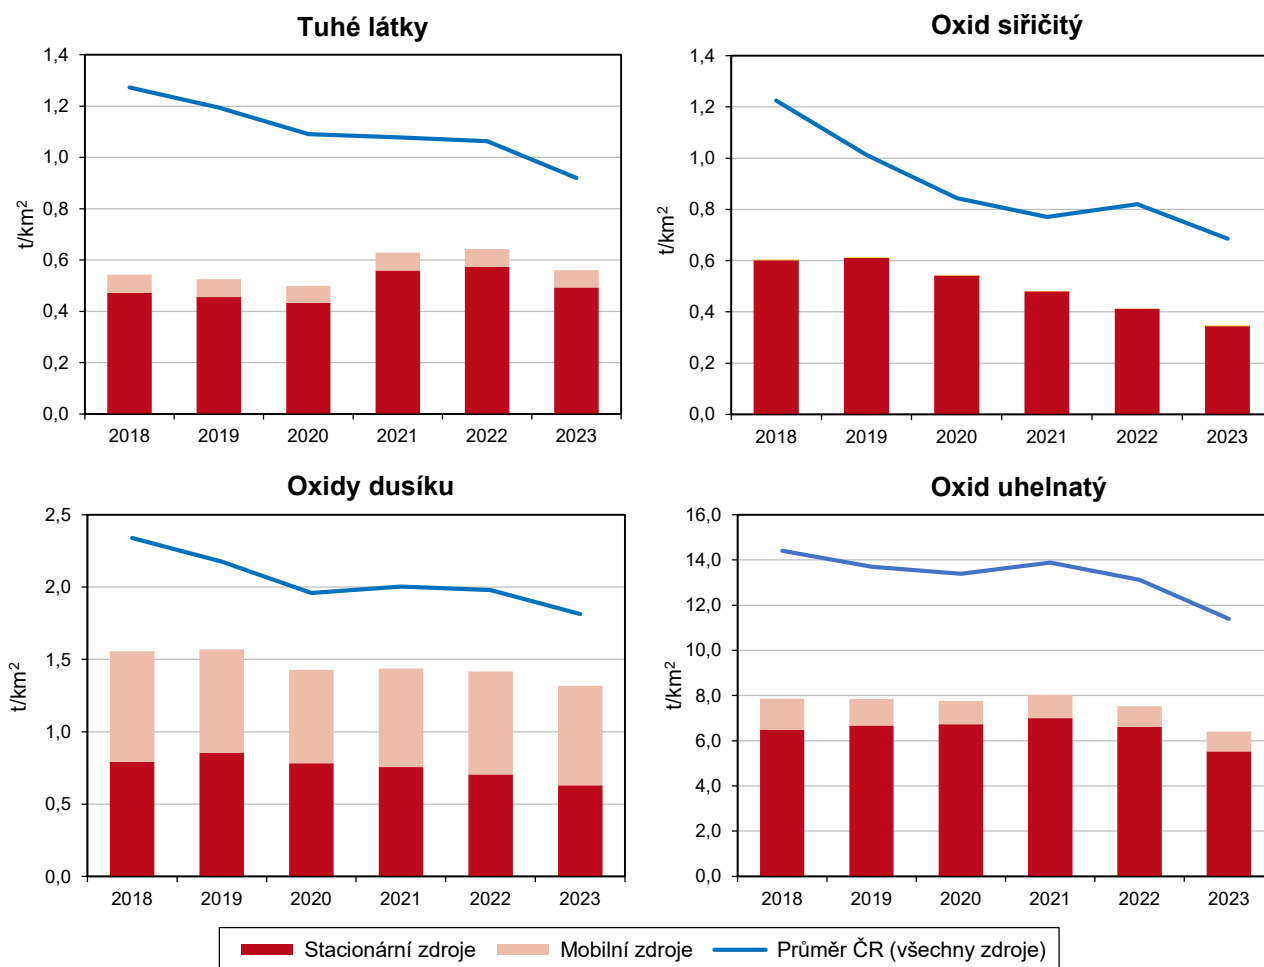 Tuhé látky
1,4
1,2
1,0
0,8
0,6
0,4
0,2
0,0
t/km²
2018 2019 2020 2021 2022 2023
Oxid siřičitý
1,4
1,2
1,0
0,8
0,6
0,4
0,2
0,0
t/km²
2018 2019 2020 2021 2022 2023
Oxidy dusíku
2,5
2,0
1,5
1,0
0,5
0,0
t/km²
2018 2019 2020 2021 2022 2023
Oxid uhelnatý
16,0
14,0
12,0
10,0
8,0
6,0
4,0
2,0
0,0
t/km²
2018 2019 2020 2021 2022 2023
Stacionární zdroje Mobilní zdroje Průměr ČR (všechny zdroje)